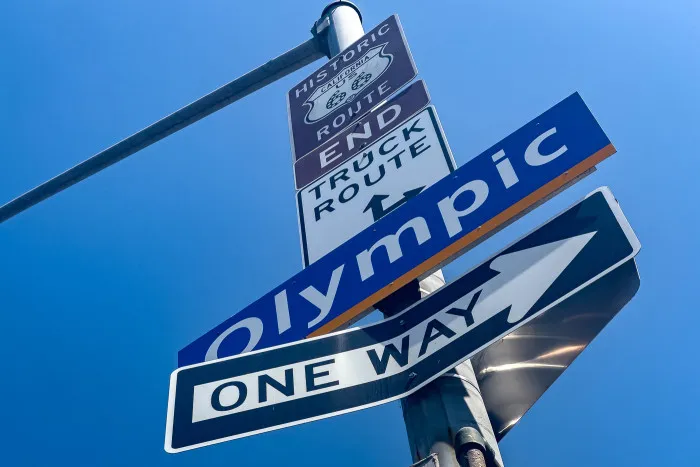 HISTORIC
CALIFORNIA
US
66
ROUTE
END
TRUCK
ROUTE
Olympic
ONE WAY